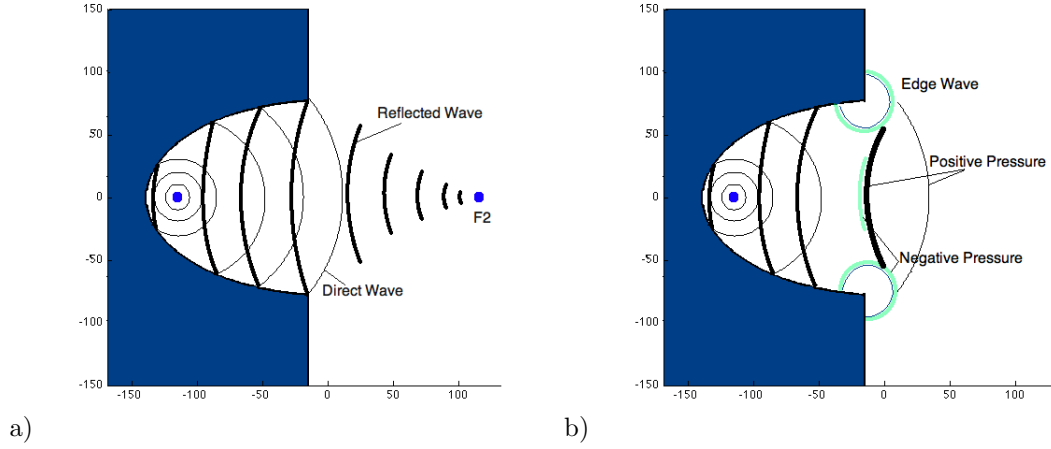 150
100
50
0
-50
-100
-150
-150 -100 -50 0 50 100 150
Reflected Wave
F2
Direct Wave
a)
150
100
50
0
-50
-100
-150
-150 -100 -50 0 50 100
Edge Wave
Positive Pressure
Negative Pressure
b)